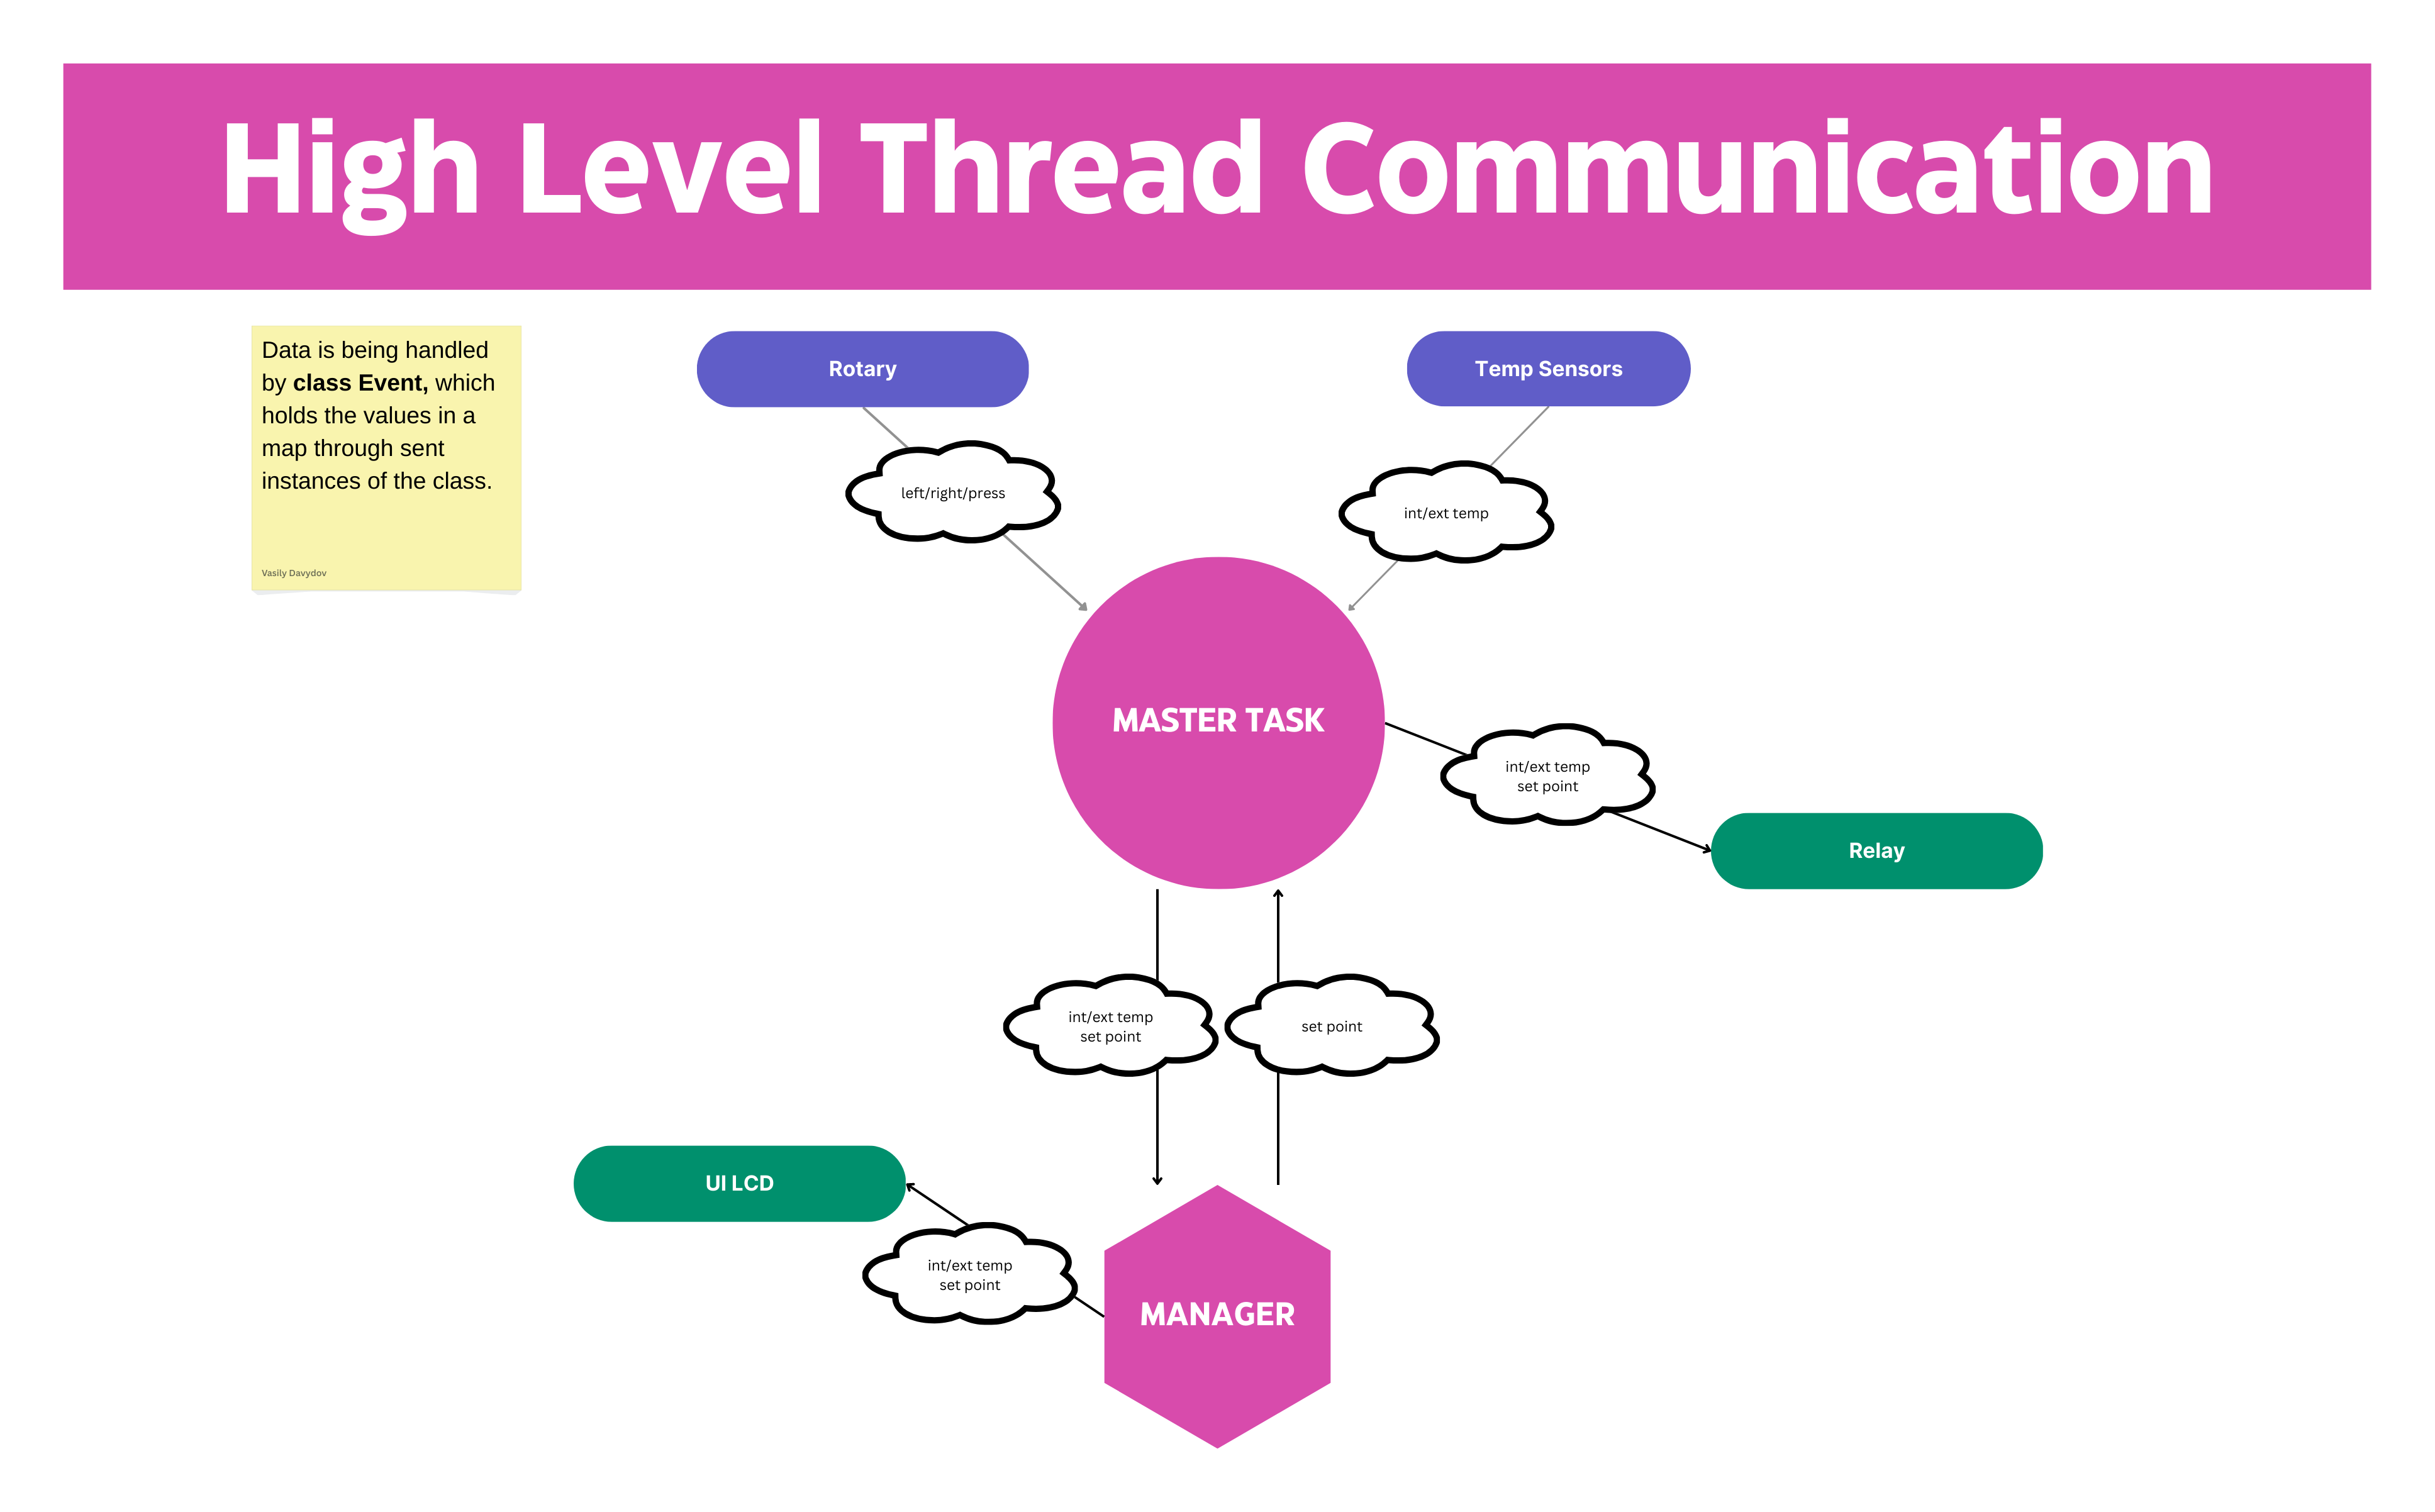 High Level Thread Communication
Data is being handled
by class Event, which
holds the values in a
map through sent
instances of the class.
Vasily Davydov
Rotary
Temp Sensors
left/right/press
int/ext temp
MASTER TASK
int/ext temp
set point
Relay
int/ext temp
set point
set point
UI LCD
int/ext temp
set point
MANAGER